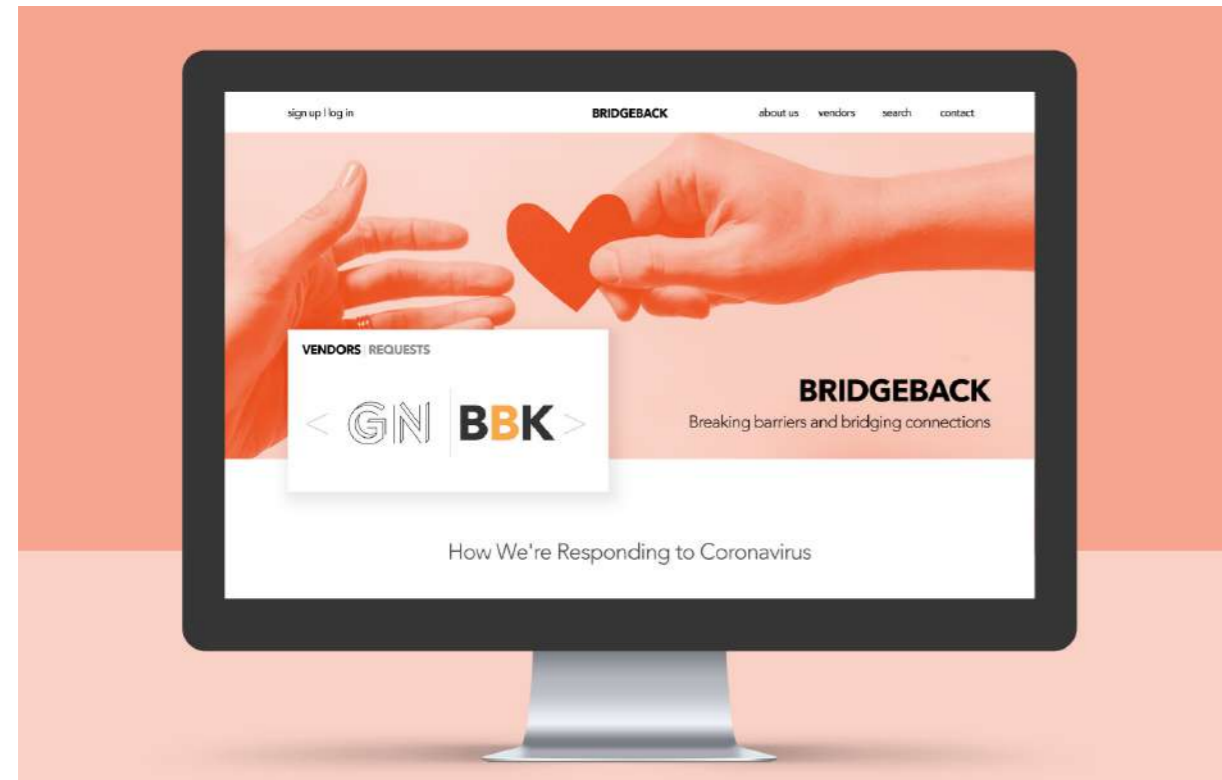 sign up | log in
BRIDGEBACK
about us vendors search contact
VENDORS | REQUESTS
< GN | BBK >
BRIDGEBACK
Breaking barriers and bridging connections
How We're Responding to Coronavirus